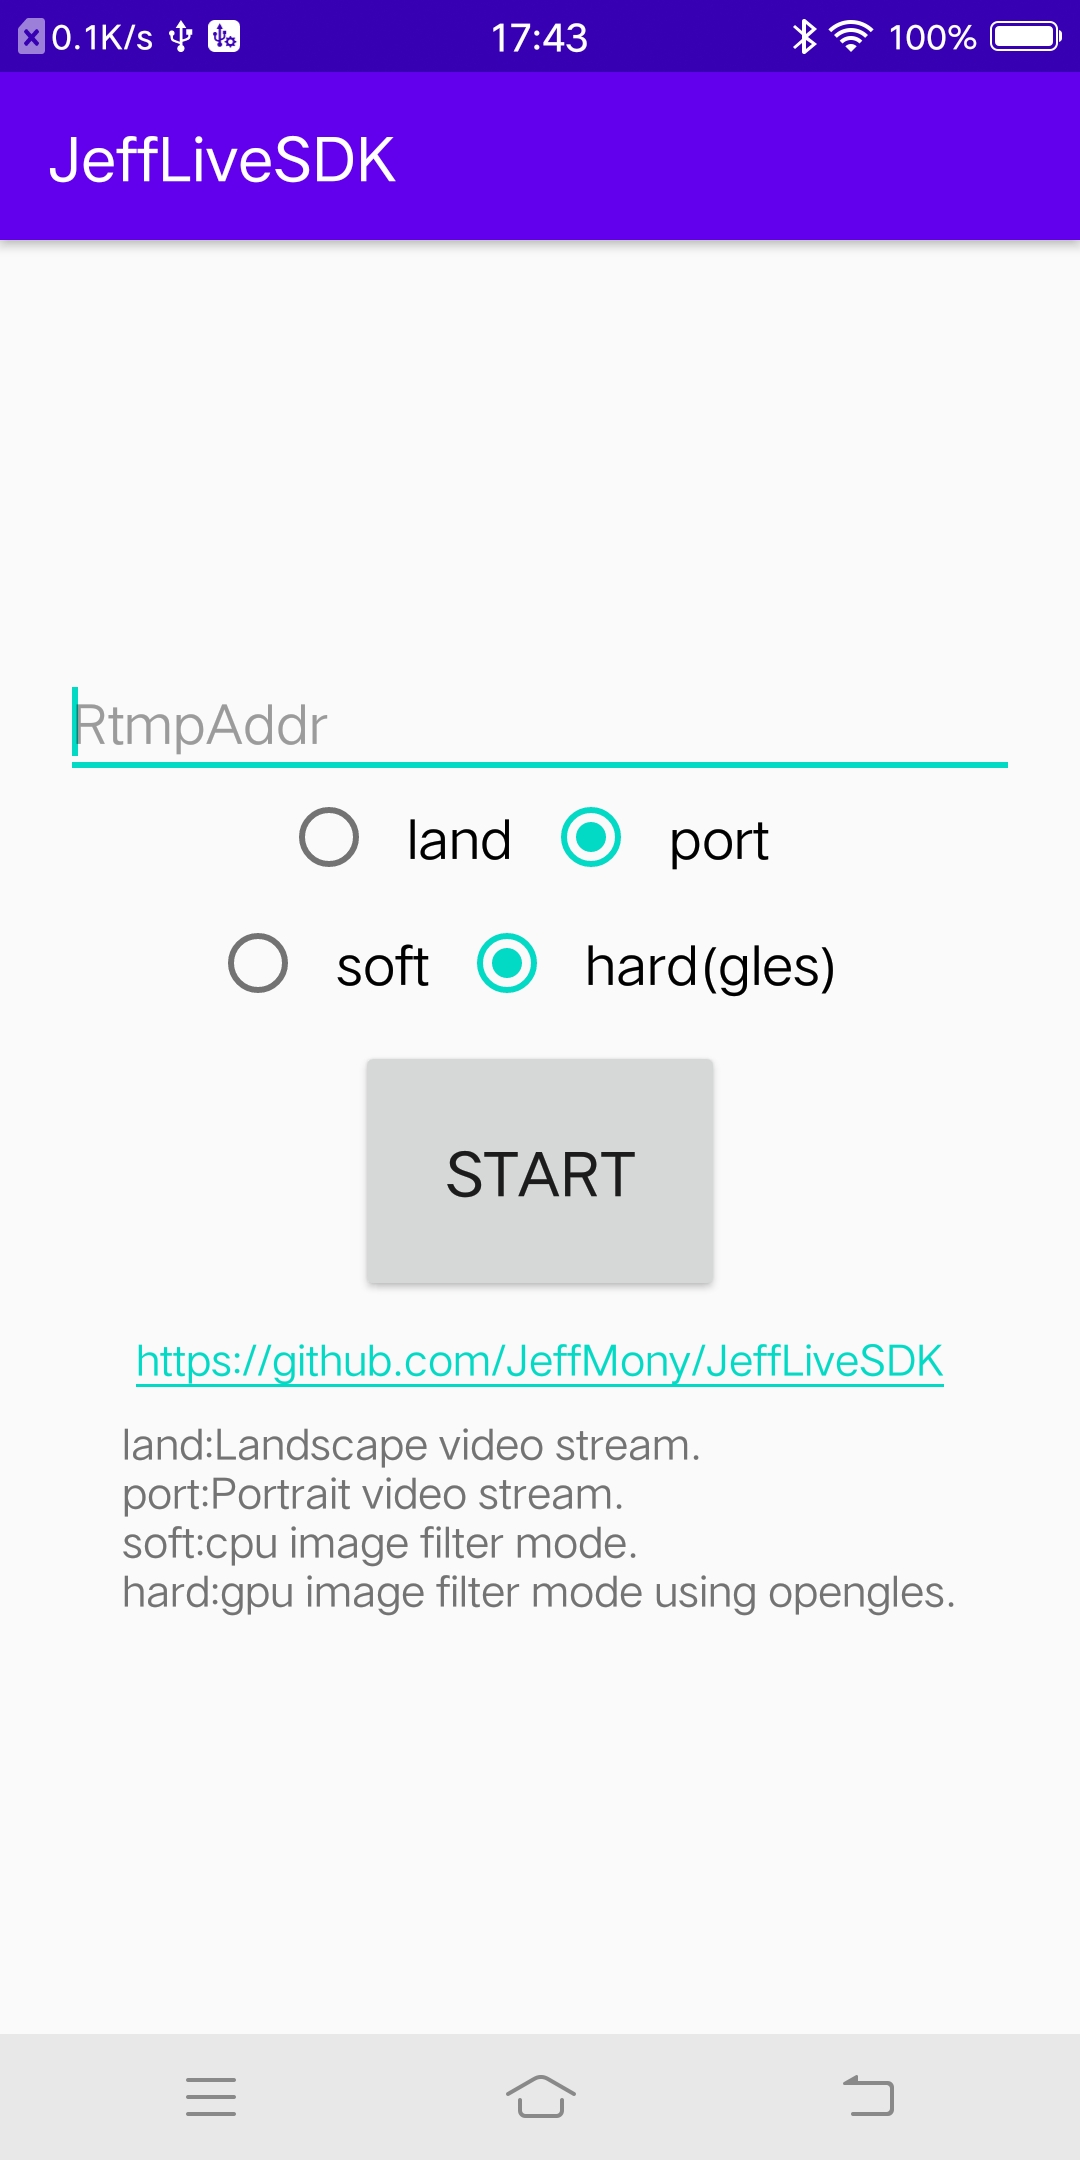 0.1K/s 17:43 100%
JeffLiveSDK
RtmpAddr
land port
soft hard(gles)
START
https://github.com/JeffMony/JeffLiveSDK
land:Landscape video stream.
port:Portrait video stream.
soft:cpu image filter mode.
hard:gpu image filter mode using opengles.